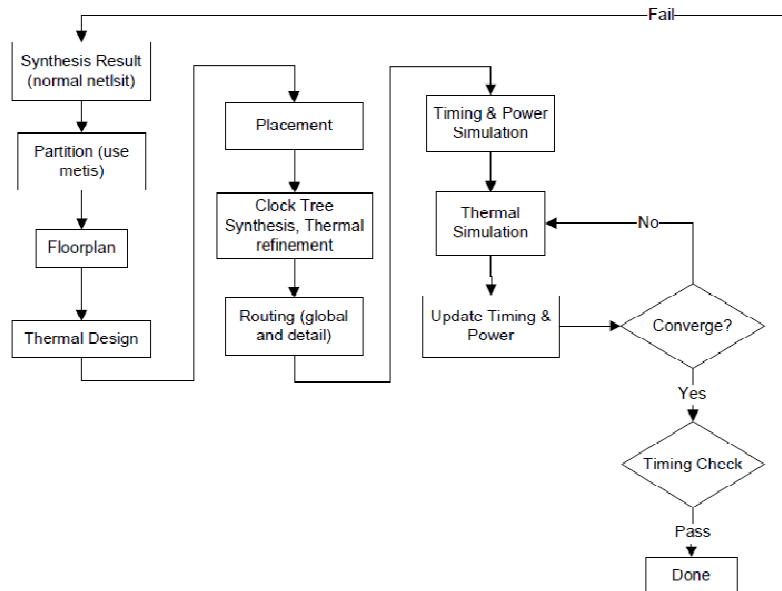 Fail
Synthesis Result
(normal netlsit)
Partition (use
metis)
Floorplan
Thermal Design
Placement
Clock Tree
Synthesis, Thermal
refinement
Routing (global
and detail)
Timing & Power
Simulation
Thermal
Simulation
Update Timing &
Power
No
Converge?
Yes
Timing Check
Pass
Done